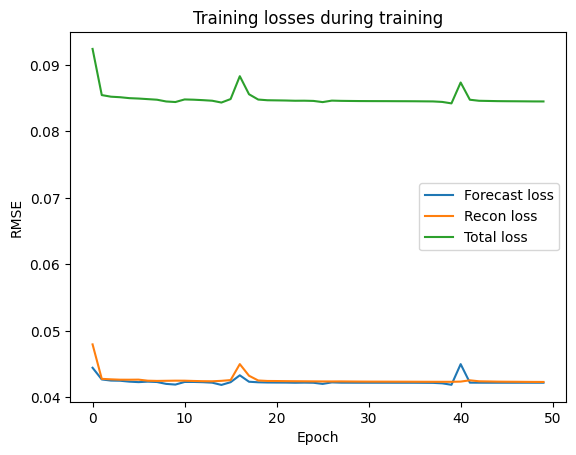 Training losses during training
0.09
0.08
0.07
0.06
0.05
0.04
RMSE
Forecast loss
Recon loss
Total loss
0
10
20
30
40
50
Epoch